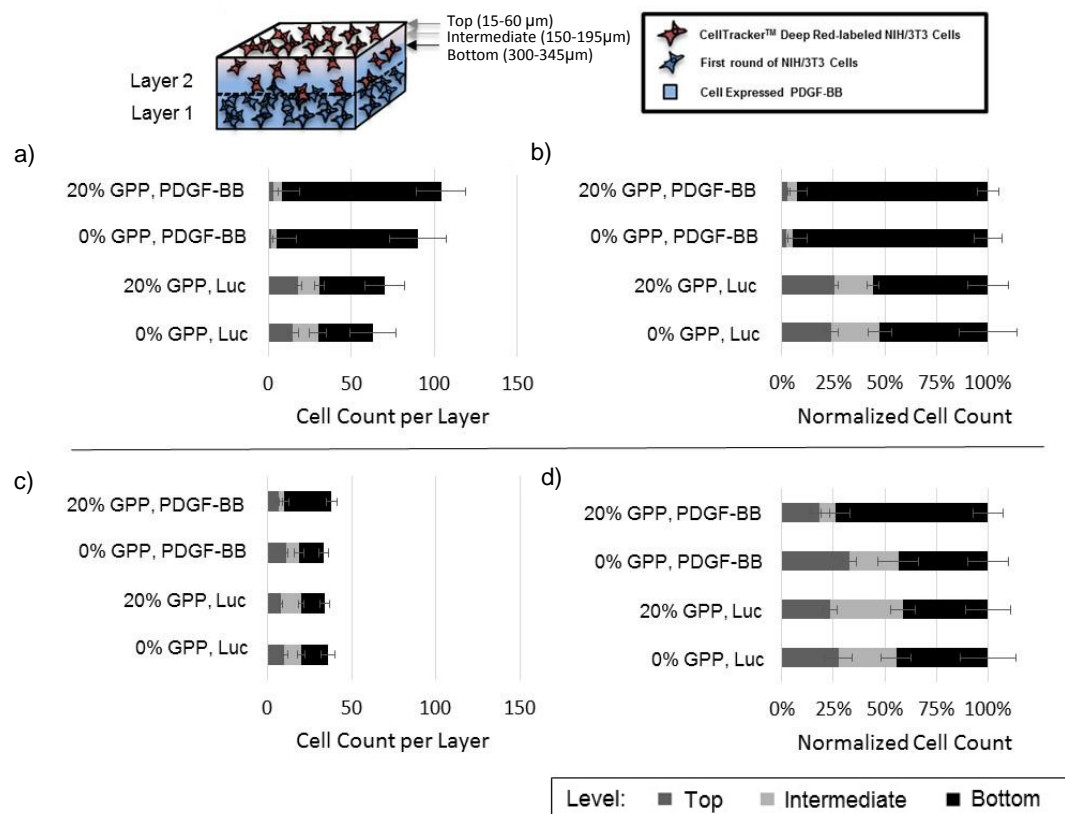 Top (15-60 µm)
Intermediate (150-195µm)
Bottom (300-345µm)
Layer 2
Layer 1
CellTracker™ Deep Red-labeled NIH/3T3 Cells
First round of NIH/3T3 Cells
Cell Expressed PDGF-BB
a)
20% GPP, PDGF-BB
0% GPP, PDGF-BB
20% GPP, Luc
0% GPP, Luc
0 50 100 150
Cell Count per Layer
b)
20% GPP, PDGF-BB
0% GPP, PDGF-BB
20% GPP, Luc
0% GPP, Luc
0% 25% 50% 75% 100%
Normalized Cell Count
c)
20% GPP, PDGF-BB
0% GPP, PDGF-BB
20% GPP, Luc
0% GPP, Luc
0 50 100 150
Cell Count per Layer
d)
20% GPP, PDGF-BB
0% GPP, PDGF-BB
20% GPP, Luc
0% GPP, Luc
0% 25% 50% 75% 100%
Normalized Cell Count
Level: Top Intermediate Bottom